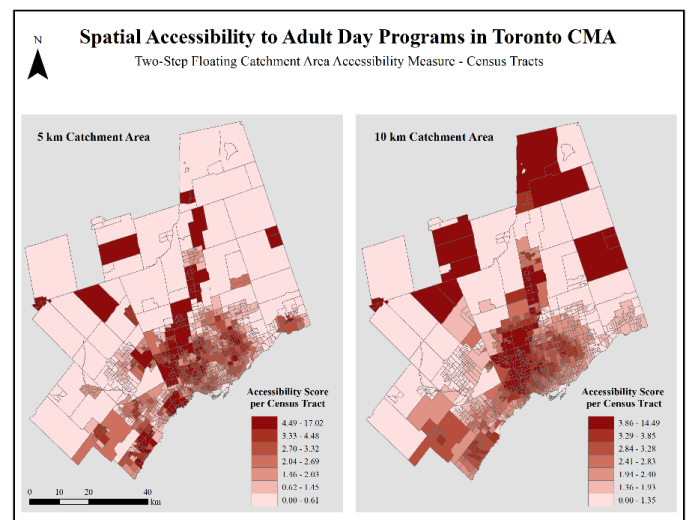 N
Spatial Accessibility to Adult Day Programs in Toronto CMA
Two-Step Floating Catchment Area Accessibility Measure - Census Tracts
5 km Catchment Area
Accessibility Score
per Census Tract
4.49 - 17.02
3.33 - 4.48
2.70 - 3.32
2.04 - 2.69
1.46 - 2.03
0.62 - 1.45
0.00 - 0.61
0 10 20 40
km
10 km Catchment Area
Accessibility Score
per Census Tract
3.86 - 14.49
3.29 - 3.85
2.84 - 3.28
2.41 - 2.83
1.94 - 2.40
1.36 - 1.93
0.00 - 1.35